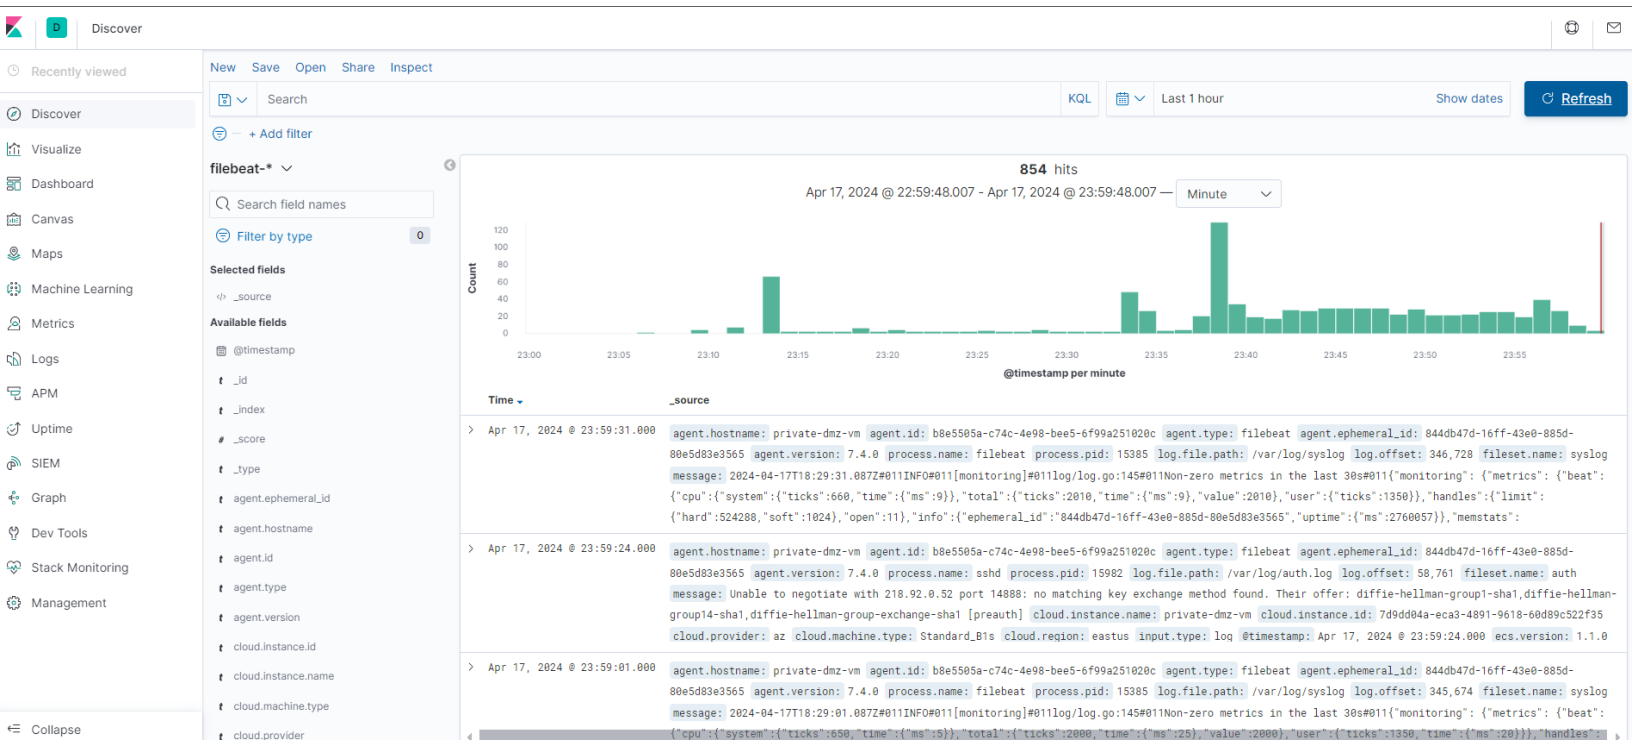 D Discover
Recently viewed
Discover
Visualize
Dashboard
Canvas
Maps
Machine Learning
Metrics
Logs
APM
Uptime
SIEM
Graph
Dev Tools
Stack Monitoring
Management
Collapse
New Save Open Share Inspect
Search KQL Last 1 hour Show dates Refresh
+ Add filter
filebeat-*
Search field names
Filter by type 0
Selected fields
_source
Available fields
@timestamp
t _id
t _index
# _score
t _type
t agent.ephemeral_id
t agent.hostname
t agent.id
t agent.type
t agent.version
t cloud.instance.id
t cloud.instance.name
t cloud.machine.type
t cloud.provider
854 hits
Apr 17, 2024 @ 22:59:48.007 - Apr 17, 2024 @ 23:59:48.007 — Minute
Count
120
100
80
60
40
20
0
23:00 23:05 23:10 23:15 23:20 23:25 23:30 23:35 23:40 23:45 23:50 23:55
@timestamp per minute
Time _source
Apr 17, 2024 @ 23:59:31.000 agent.hostname: private-dmz-vm agent.id: b8e5505a-c74c-4e98-bee5-6f99a251020c agent.type: filebeat agent.ephemeral_id: 844db47d-16ff-43e0-885d-
80e5d83e3565 agent.version: 7.4.0 process.name: filebeat process.pid: 15385 log.file.path: /var/log/syslog log.offset: 346,728 fileset.name: syslog
message: 2024-04-17T18:29:31.087Z#011INFO#011[monitoring]#011log/log.go:145#011Non-zero metrics in the last 30s#011{"monitoring": {"metrics": {"beat":
{"cpu":{"system":{"ticks":660,"time":{"ms":9}},"total":{"ticks":2010,"time":{"ms":9},"value":2010},"user":{"ticks":1350}},"handles":{"limit":
{"hard":524288,"soft":1024},"open":11},"info":{"ephemeral_id":"844db47d-16ff-43e0-885d-80e5d83e3565","uptime":{"ms":2760057}},"memstats":
Apr 17, 2024 @ 23:59:24.000 agent.hostname: private-dmz-vm agent.id: b8e5505a-c74c-4e98-bee5-6f99a251020c agent.type: filebeat agent.ephemeral_id: 844db47d-16ff-43e0-885d-
80e5d83e3565 agent.version: 7.4.0 process.name: sshd process.pid: 15982 log.file.path: /var/log/auth.log log.offset: 58,761 fileset.name: auth
message: Unable to negotiate with 218.92.0.52 port 14888: no matching key exchange method found. Their offer: diffie-hellman-group1-sha1,diffie-hellman-
group14-sha1,diffie-hellman-group-exchange-sha1 [preauth] cloud.instance.name: private-dmz-vm cloud.instance.id: 7d9dd04a-eca3-4891-9618-60d89c522f35
cloud.provider: az cloud.machine.type: Standard_B1s cloud.region: eastus input.type: log @timestamp: Apr 17, 2024 @ 23:59:24.000 ecs.version: 1.1.0
Apr 17, 2024 @ 23:59:01.000 agent.hostname: private-dmz-vm agent.id: b8e5505a-c74c-4e98-bee5-6f99a251020c agent.type: filebeat agent.ephemeral_id: 844db47d-16ff-43e0-885d-
80e5d83e3565 agent.version: 7.4.0 process.name: filebeat process.pid: 15385 log.file.path: /var/log/syslog log.offset: 345,674 fileset.name: syslog
message: 2024-04-17T18:29:01.087Z#011INFO#011[monitoring]#011log/log.go:145#011Non-zero metrics in the last 30s#011{"monitoring": {"metrics": {"beat":
{"cpu":{"system":{"ticks":650,"time":{"ms":5}},"total":{"ticks":2000,"time":{"ms":25},"value":2000},"user":{"ticks":1350,"time":{"ms":20}}},"handles":